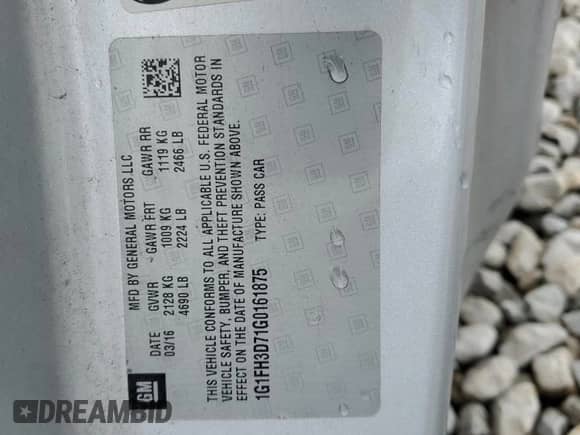 MFD BY GENERAL MOTORS LLC
DATE GVWR GAWR FRT GAWR RR
03/16 2128 KG 1009 KG 1119 KG
4690 LB 2224 LB 2466 LB
THIS VEHICLE CONFORMS TO ALL APPLICABLE U.S. FEDERAL MOTOR
VEHICLE SAFETY, BUMPER, AND THEFT PREVENTION STANDARDS IN
EFFECT ON THE DATE OF MANUFACTURE SHOWN ABOVE.
1G1FH3D71G0161875 TYPE: PASS CAR
GM
DREAMBID